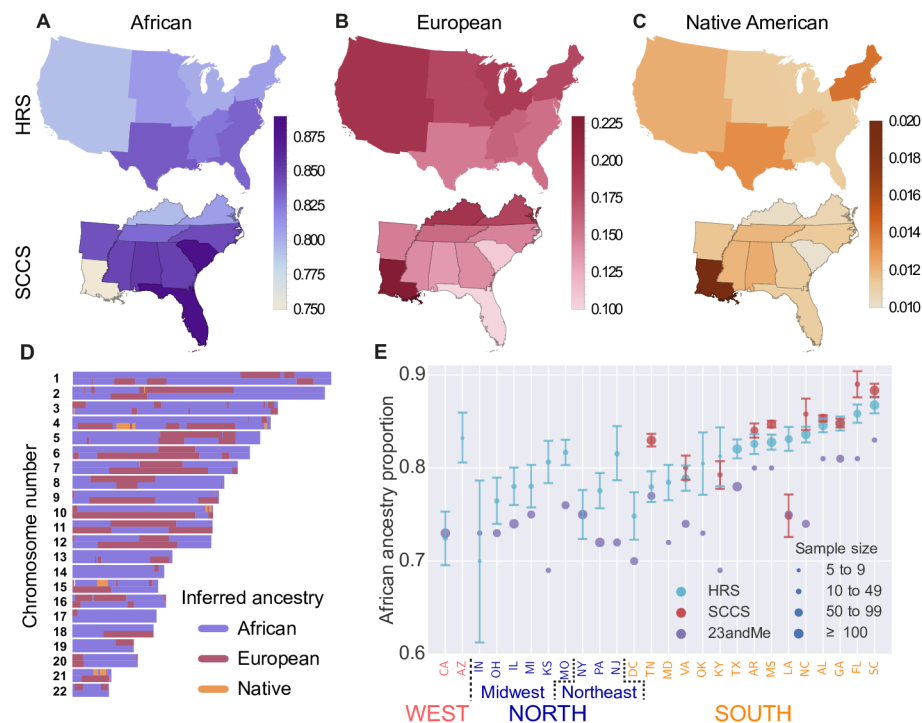 A African
B European
C Native American
HRS
SCCS
0.875
0.850
0.825
0.800
0.775
0.750
0.225
0.200
0.175
0.150
0.125
0.100
0.020
0.018
0.016
0.014
0.012
0.010
D
Chromosome number
1
2
3
4
5
6
7
8
9
10
11
12
13
14
15
16
17
18
19
20
21
22
Inferred ancestry
African
European
Native
E
African ancestry proportion
0.9
0.8
0.7
0.6
HRS
SCCS
23andMe
Sample size
5 to 9
10 to 49
50 to 99
≥ 100
CA AZ IN OH IL MI KS MO NY PA NJ DC TN MD VA OK KY TX AR MS LA NC AL GA FL SC
Midwest Northeast
WEST NORTH SOUTH